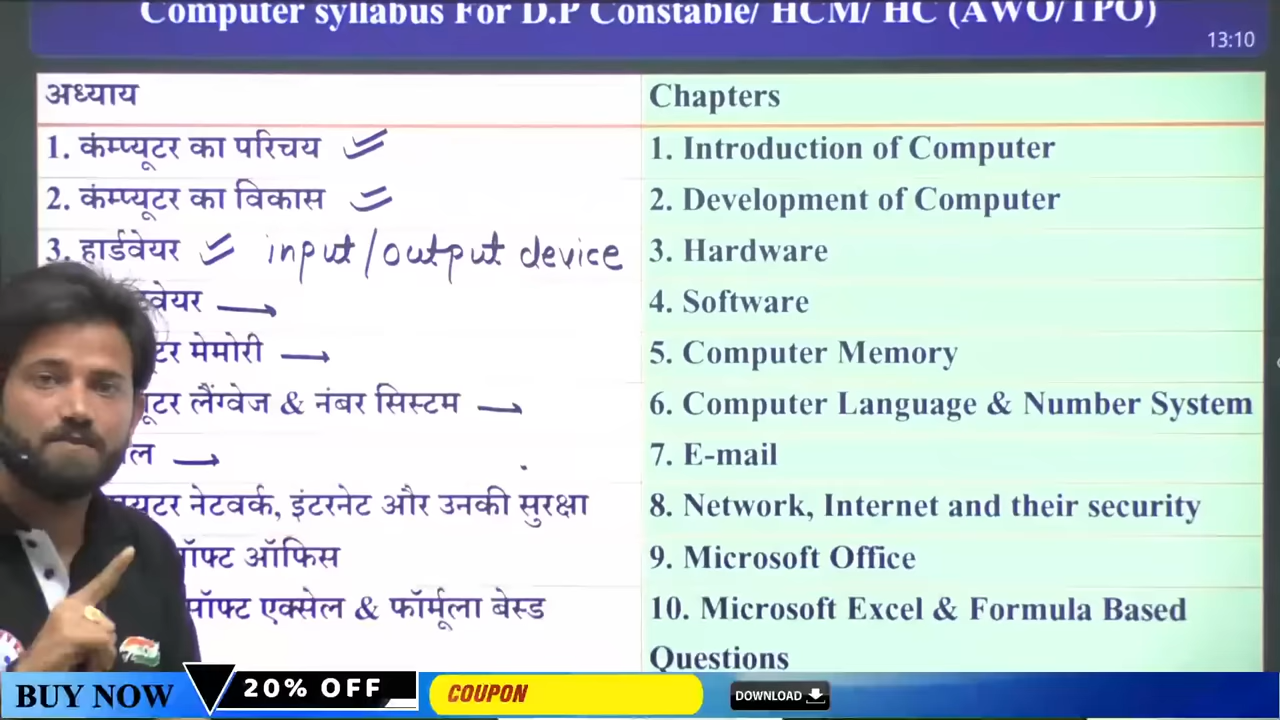 Computer syllabus For D.P Constable/ HCM/ HC (AWO/TPO)
13:10
अध्याय
Chapters
1. कंम्प्यूटर का परिचय
1. Introduction of Computer
2. कंम्प्यूटर का विकास
2. Development of Computer
3. हार्डवेयर input/output device
3. Hardware
वेयर
4. Software
टर मेमोरी
5. Computer Memory
यूटर लैंग्वेज & नंबर सिस्टम
6. Computer Language & Number System
ल
7. E-mail
यूटर नेटवर्क, इंटरनेट और उनकी सुरक्षा
8. Network, Internet and their security
सॉफ्ट ऑफिस
9. Microsoft Office
सॉफ्ट एक्सेल & फॉर्मूला बेस्ड
10. Microsoft Excel & Formula Based
Questions
BUY NOW
20% OFF
COUPON
DOWNLOAD